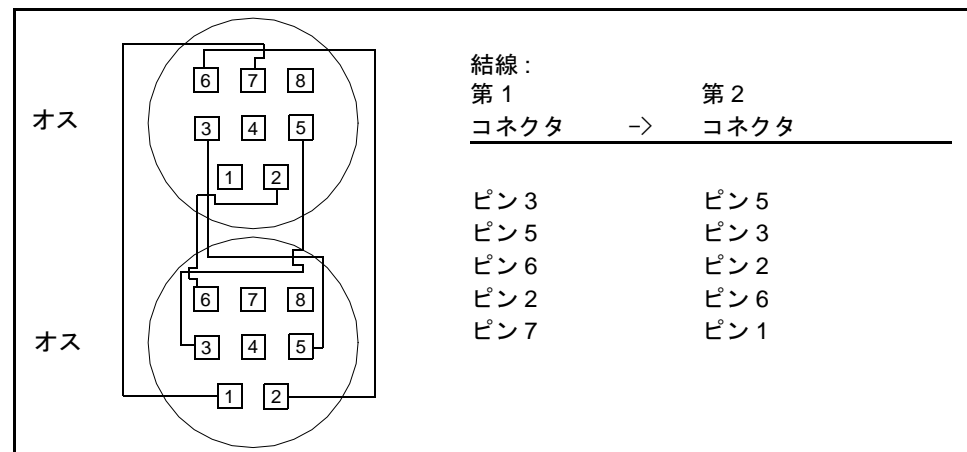 オス
6 7 8
3 4 5
1 2
オス
6 7 8
3 4 5
1 2
結線 :
第 1 第 2
コネクタ -> コネクタ
ピン 3 ピン 5
ピン 5 ピン 3
ピン 6 ピン 2
ピン 2 ピン 6
ピン 7 ピン 1